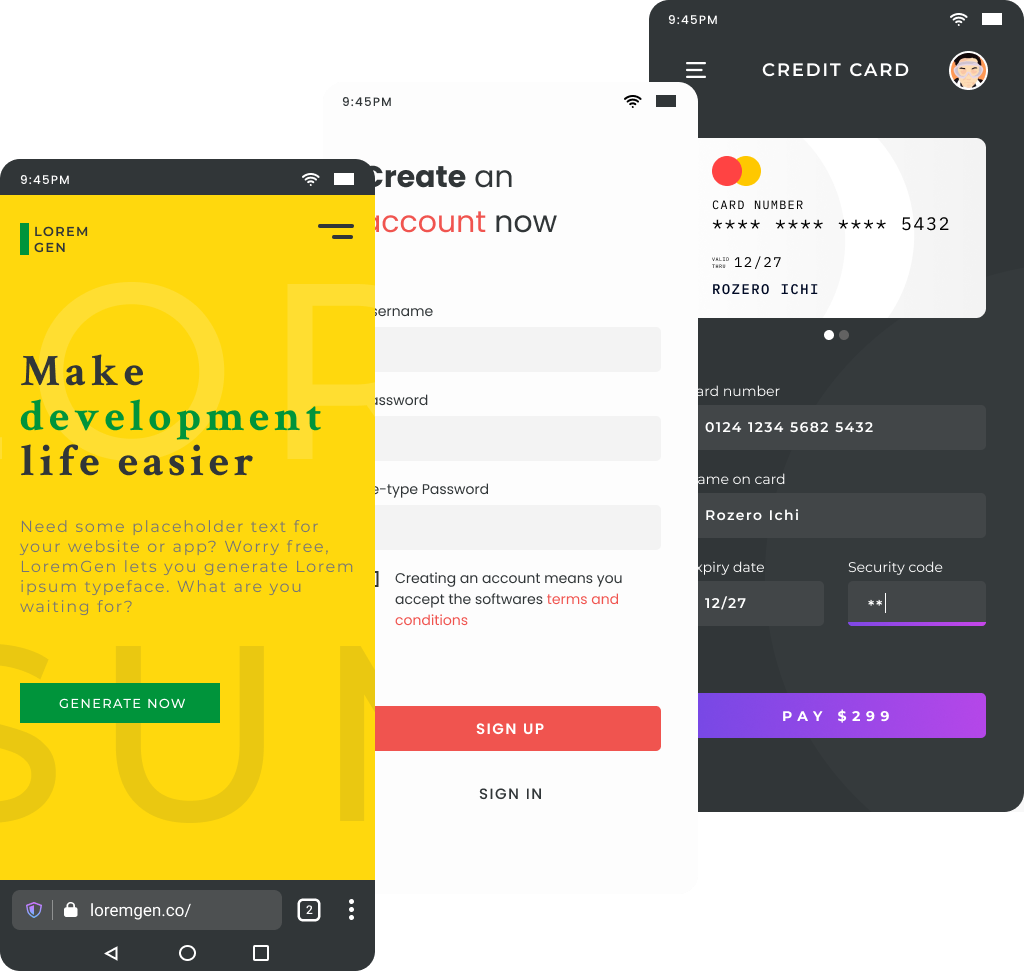 9:45PM
LOREM
GEN
Make
development
life easier
Need some placeholder text for
your website or app? Worry free,
LoremGen lets you generate Lorem
ipsum typeface. What are you
waiting for?
GENERATE NOW
SUM
loremgen.co/
2
9:45PM
Create an
account now
sername
assword
e-type Password
Creating an account means you
accept the softwares terms and
conditions
SIGN UP
SIGN IN
9:45PM
CREDIT CARD
CARD NUMBER
**** **** **** 5432
VALID
THRU 12/27
ROZERO ICHI
ard number
0124 1234 5682 5432
ame on card
Rozero Ichi
xpiry date
12/27
Security code
**
PAY $299